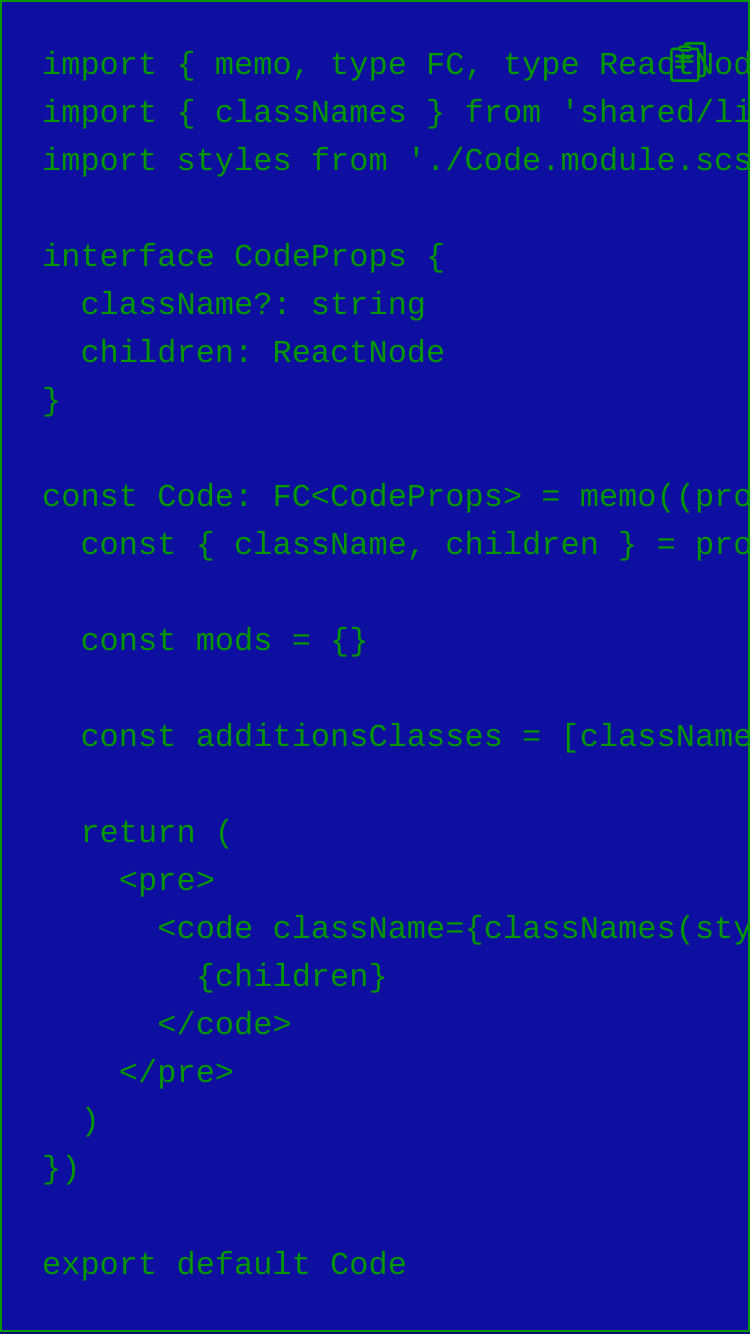 import { memo, type FC, type ReactNod
import { classNames } from 'shared/li
import styles from './Code.module.scs
interface CodeProps {
  className?: string
  children: ReactNode
}
const Code: FC<CodeProps> = memo((pro
  const { className, children } = pro
  const mods = {}
  const additionsClasses = [className
  return (
    <pre>
      <code className={classNames(sty
        {children}
      </code>
    </pre>
  )
})
export default Code